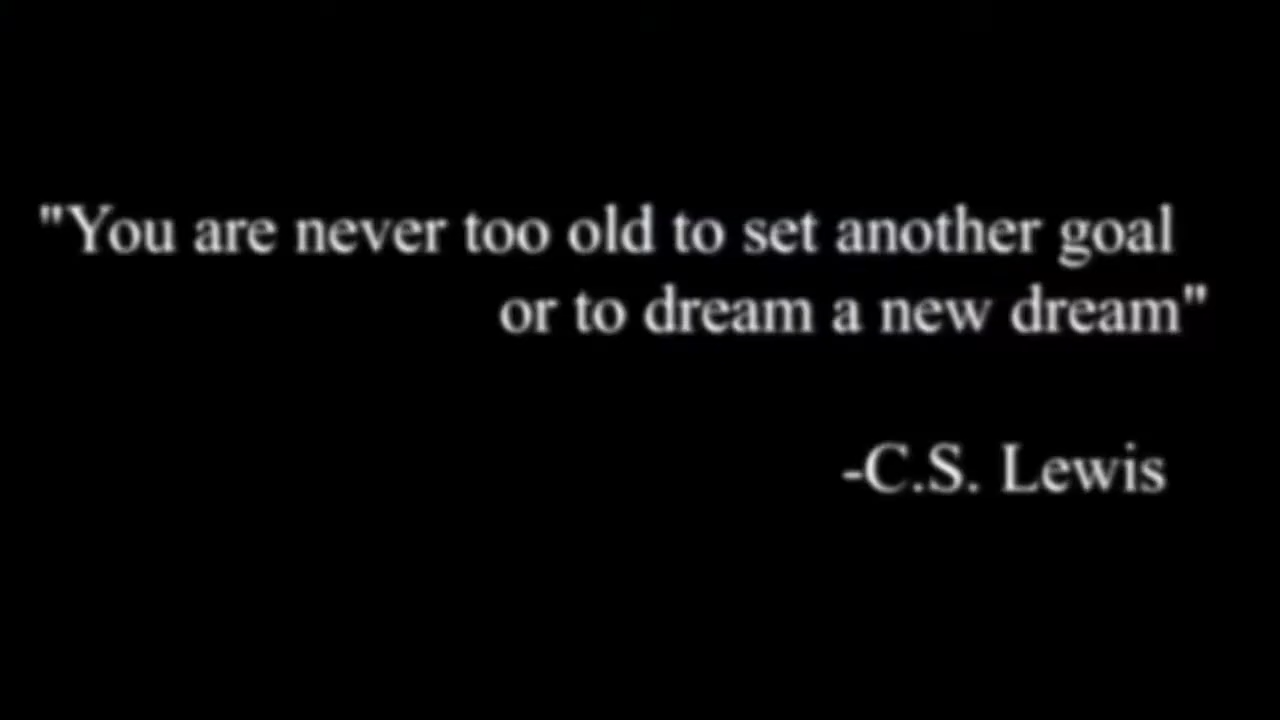 "You are never too old to set another goal
or to dream a new dream"
-C.S. Lewis